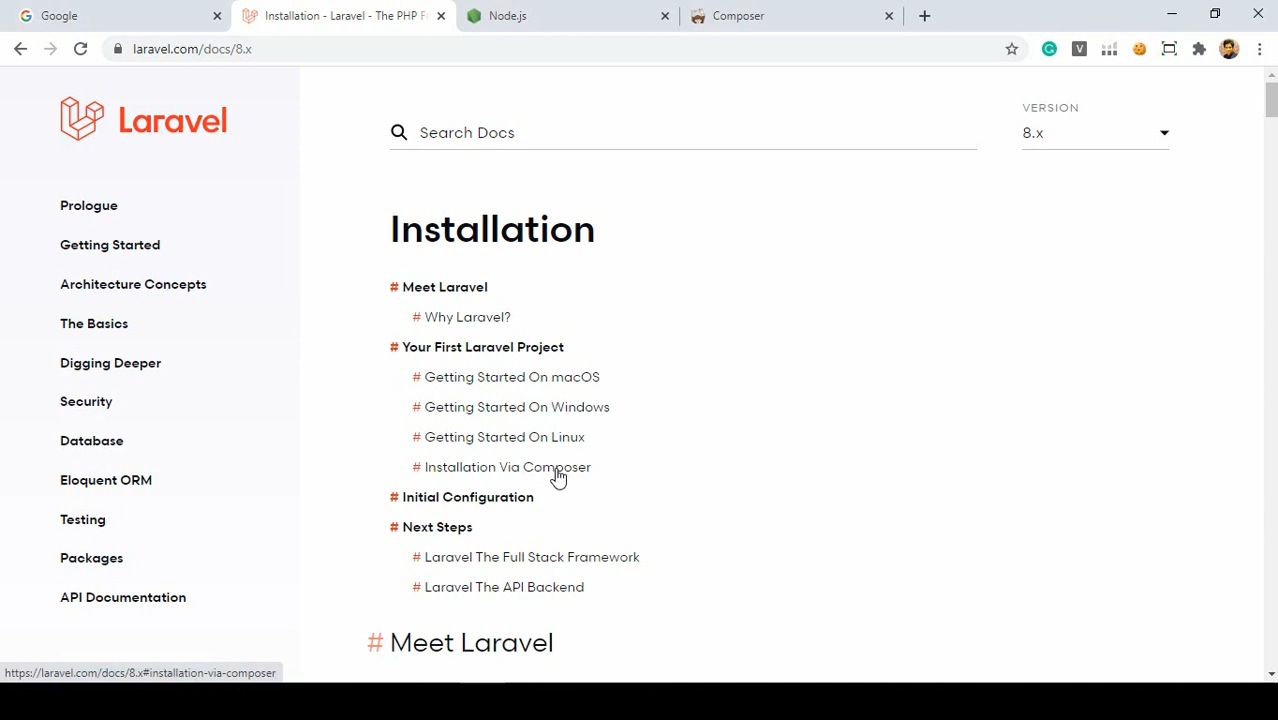 Google
Installation - Laravel - The PHP Fr
Node.js
Composer
laravel.com/docs/8.x
V
Laravel
Search Docs
VERSION
8.x
Prologue
Getting Started
Architecture Concepts
The Basics
Digging Deeper
Security
Database
Eloquent ORM
Testing
Packages
API Documentation
Installation
# Meet Laravel
# Why Laravel?
# Your First Laravel Project
# Getting Started On macOS
# Getting Started On Windows
# Getting Started On Linux
# Installation Via Composer
# Initial Configuration
# Next Steps
# Laravel The Full Stack Framework
# Laravel The API Backend
# Meet Laravel
https://laravel.com/docs/8.x#installation-via-composer